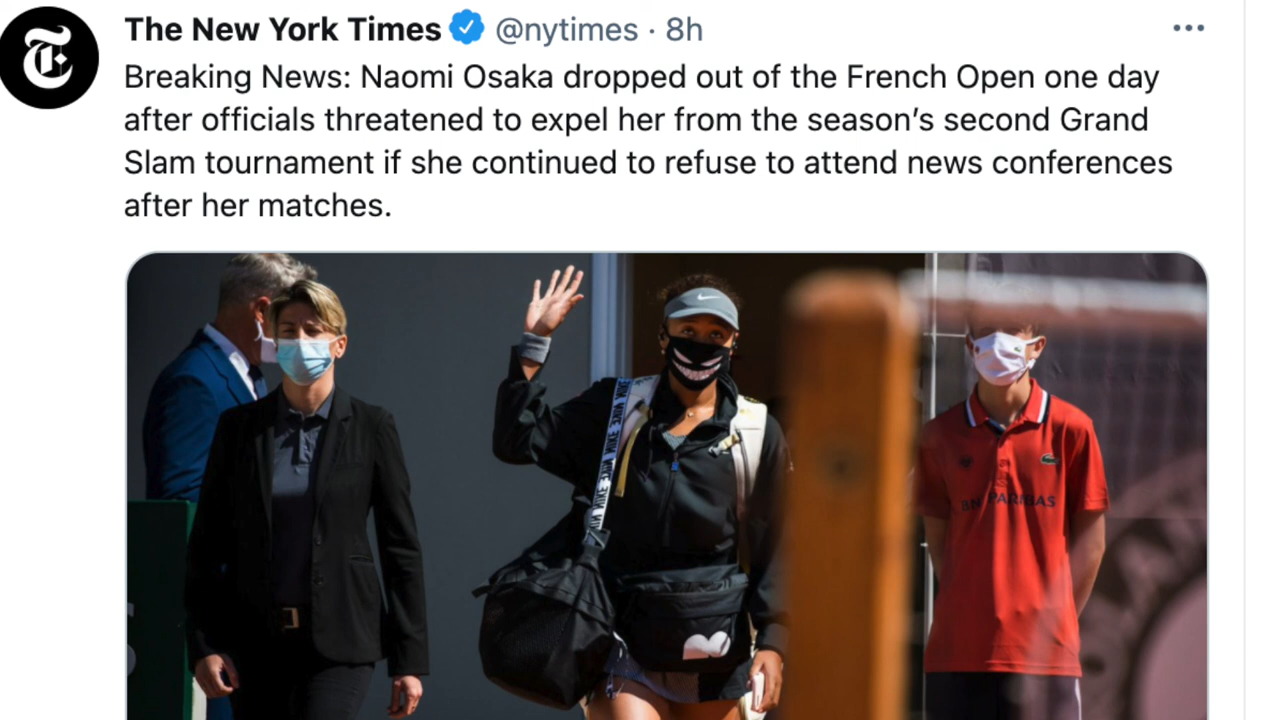 The New York Times @nytimes · 8h
Breaking News: Naomi Osaka dropped out of the French Open one day
after officials threatened to expel her from the season’s second Grand
Slam tournament if she continued to refuse to attend news conferences
after her matches.
BNP PARIBAS